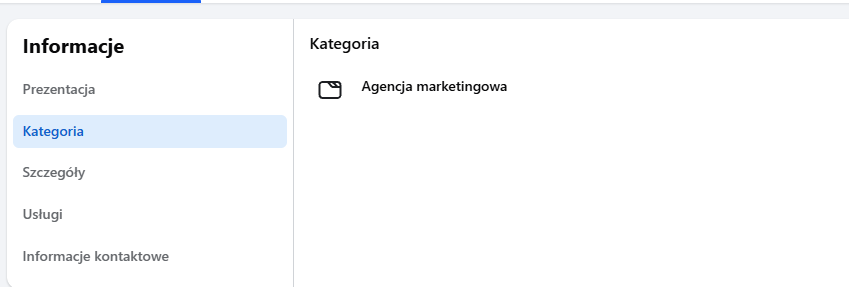 Informacje
Prezentacja
Kategoria
Szczegóły
Usługi
Informacje kontaktowe
Kategoria
Agencja marketingowa